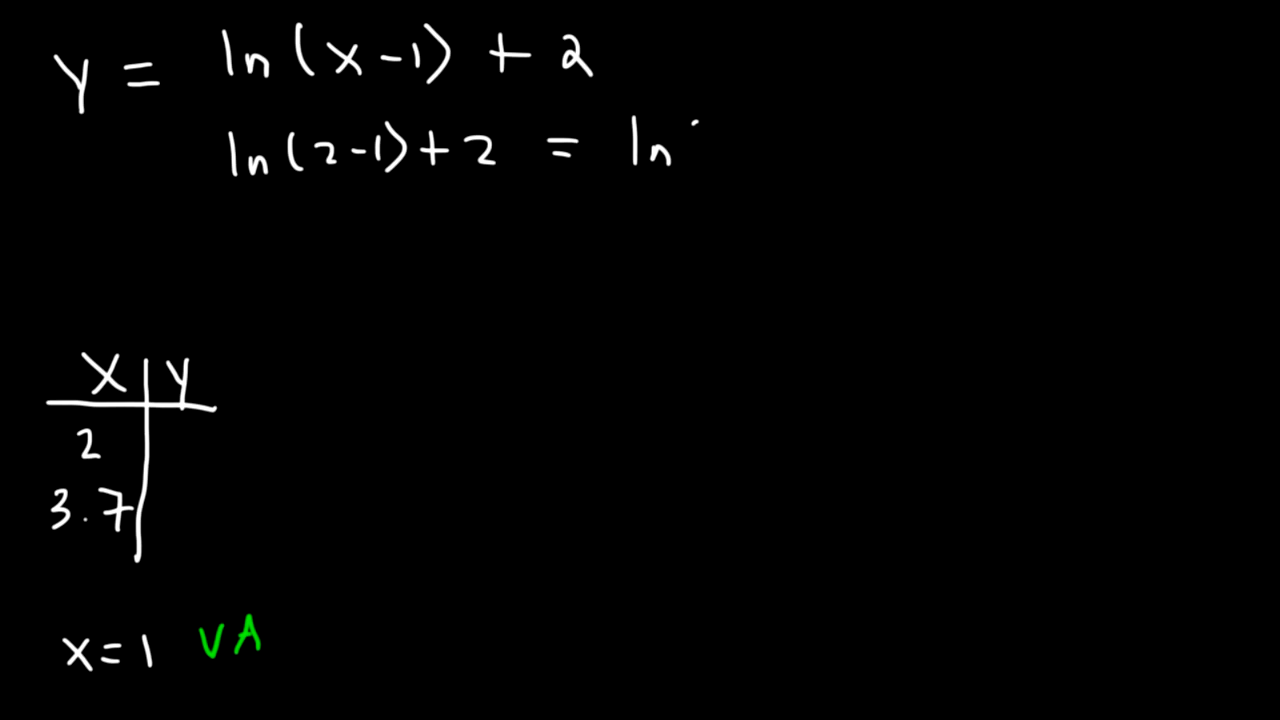 y = ln(x-1) + 2
ln(2-1)+2 = ln
x y
2
3.7
x=1 VA